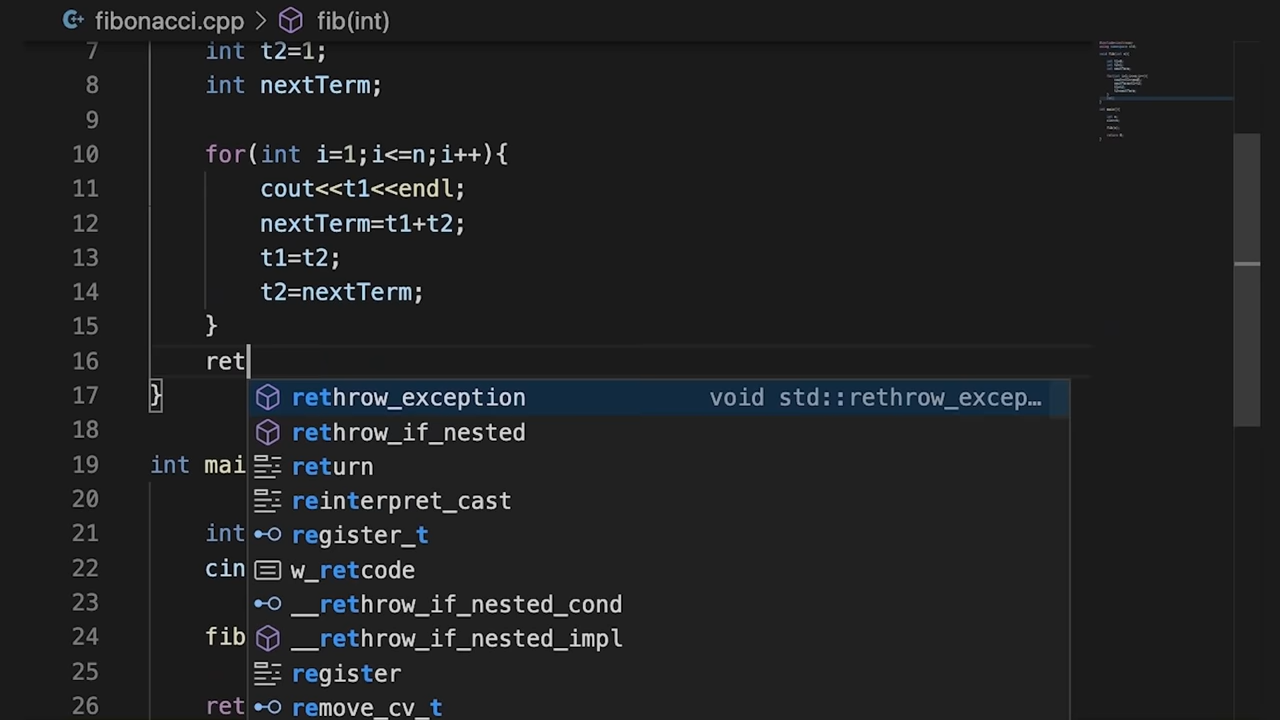 fibonacci.cpp > fib(int)
7 int t2=1;
8 int nextTerm;
9
10 for(int i=1;i<=n;i++){
11 cout<<t1<<endl;
12 nextTerm=t1+t2;
13 t1=t2;
14 t2=nextTerm;
15 }
16 ret
17 }
rethrow_exception void std::rethrow_excep…
18
rethrow_if_nested
19 int mai
return
20
reinterpret_cast
21 int
register_t
22 cin
w_retcode
23
__rethrow_if_nested_cond
24 fib
__rethrow_if_nested_impl
25
register
26 ret
remove_cv_t